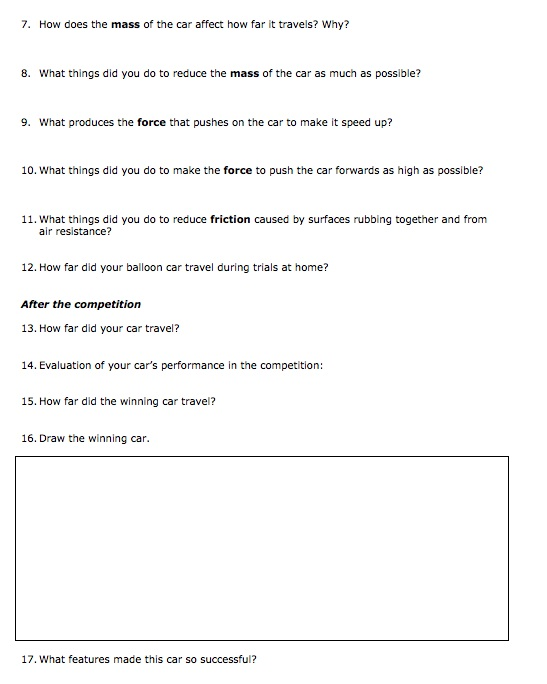 7. How does the mass of the car affect how far it travels? Why?
8. What things did you do to reduce the mass of the car as much as possible?
9. What produces the force that pushes on the car to make it speed up?
10. What things did you do to make the force to push the car forwards as high as possible?
11. What things did you do to reduce friction caused by surfaces rubbing together and from
air resistance?
12. How far did your balloon car travel during trials at home?
After the competition
13. How far did your car travel?
14. Evaluation of your car's performance in the competition:
15. How far did the winning car travel?
16. Draw the winning car.
17. What features made this car so successful?